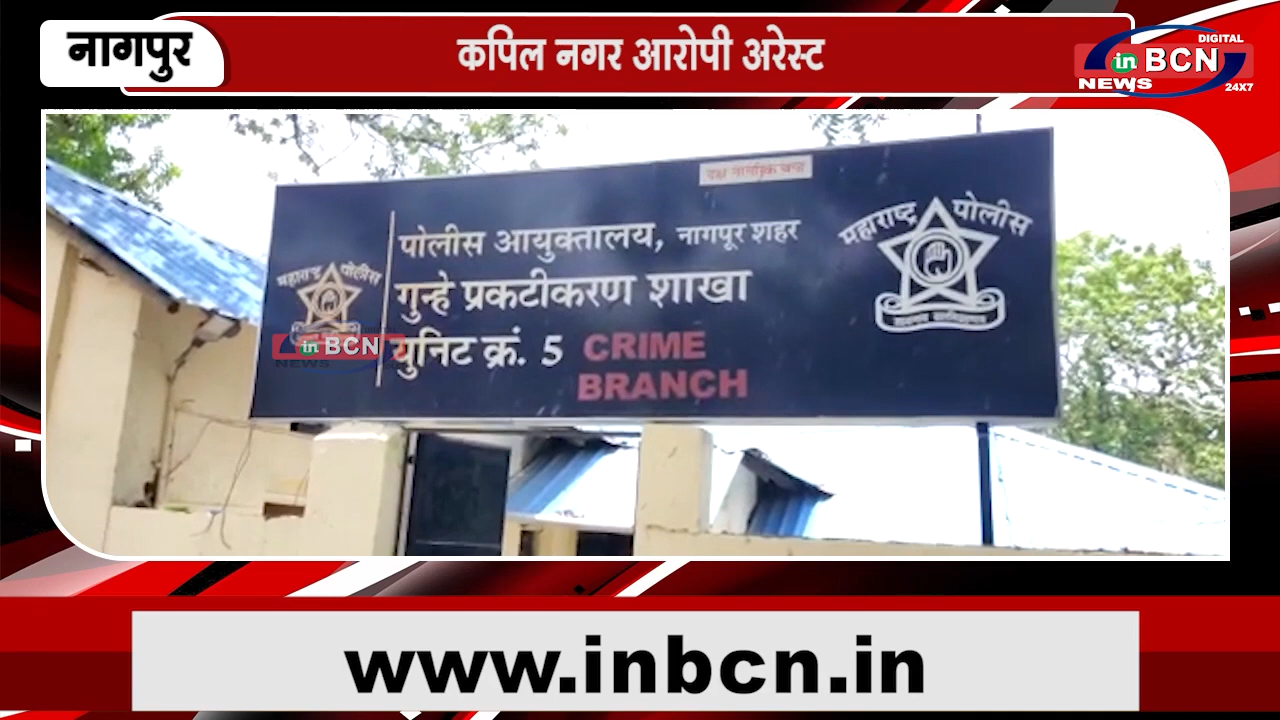 नागपुर
कपिल नगर आरोपी अरेस्ट
DIGITAL
in BCN
NEWS
24X7
महाराष्ट्र पोलीस
पोलीस आयुक्तालय, नागपूर शहर
गुन्हे प्रकटीकरण शाखा
युनिट क्रं. 5 CRIME
BRANCH
महाराष्ट्र पोलीस
in BCN
NEWS
www.inbcn.in